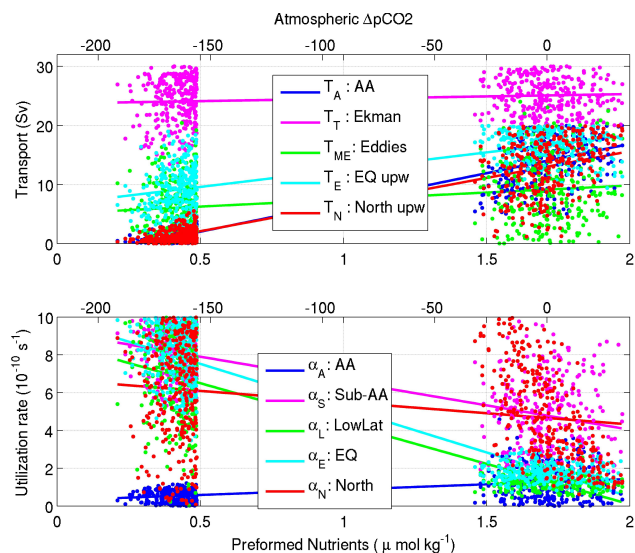 Atmospheric ΔpCO2
-200 -150 -100 -50 0
30
20
10
0
Transport (Sv)
T_A : AA
T_T : Ekman
T_ME : Eddies
T_E : EQ upw
T_N : North upw
0 0.5 1 1.5 2
-200 -150 -100 -50 0
10
8
6
4
2
0
Utilization rate (10^-10 s^-1)
α_A : AA
α_S : Sub-AA
α_L : LowLat
α_E : EQ
α_N : North
0 0.5 1 1.5 2
Preformed Nutrients ( μ mol kg^-1)